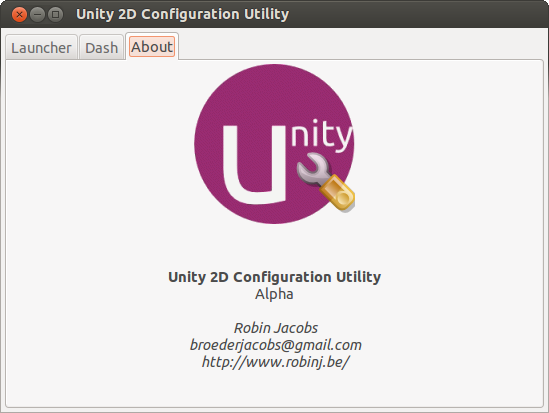 Unity 2D Configuration Utility
Launcher Dash About
Unity
Unity 2D Configuration Utility
Alpha
Robin Jacobs
broederjacobs@gmail.com
http://www.robinj.be/